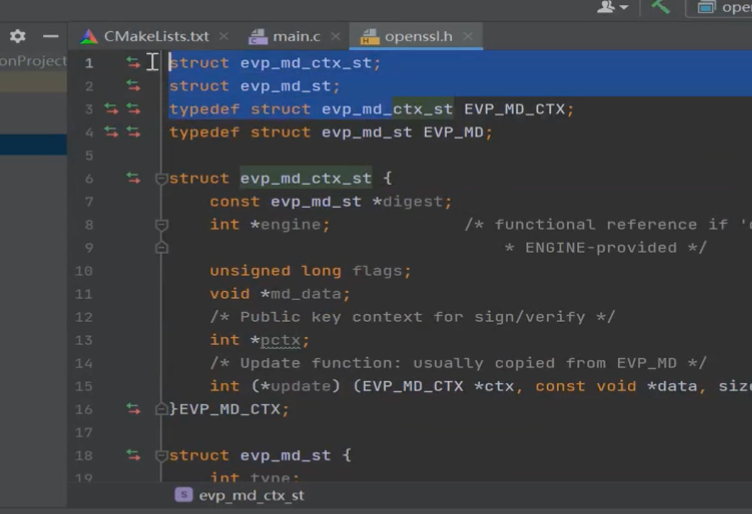 open
CMakeLists.txt main.c openssl.h
onProject
1 struct evp_md_ctx_st;
2 struct evp_md_st;
3 typedef struct evp_md_ctx_st EVP_MD_CTX;
4 typedef struct evp_md_st EVP_MD;
5
6 struct evp_md_ctx_st {
7 const evp_md_st *digest;
8 int *engine; /* functional reference if '
9 * ENGINE-provided */
10 unsigned long flags;
11 void *md_data;
12 /* Public key context for sign/verify */
13 int *pctx;
14 /* Update function: usually copied from EVP_MD */
15 int (*update) (EVP_MD_CTX *ctx, const void *data, size
16 }EVP_MD_CTX;
17
18 struct evp_md_st {
19 int type;
S evp_md_ctx_st